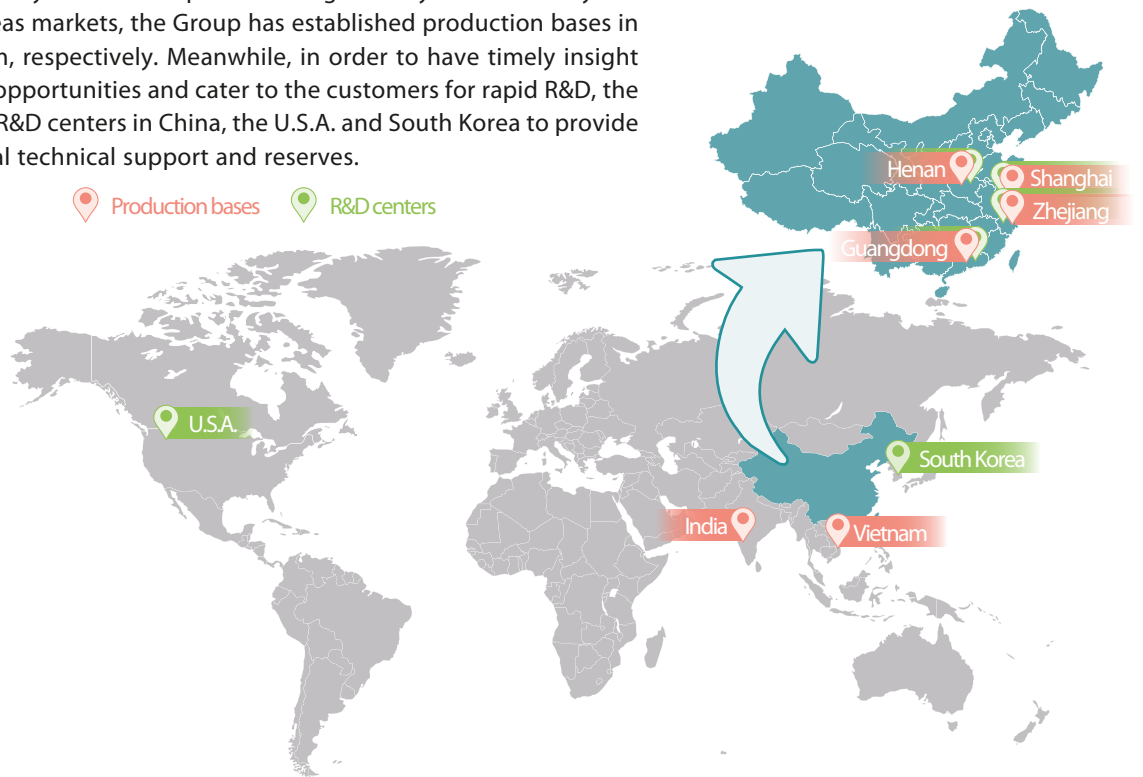 eas markets, the Group has established production bases in
, respectively. Meanwhile, in order to have timely insight
opportunities and cater to the customers for rapid R&D, the
R&D centers in China, the U.S.A. and South Korea to provide
al technical support and reserves.
Production bases
R&D centers
Henan
Shanghai
Zhejiang
Guangdong
U.S.A.
South Korea
India
Vietnam